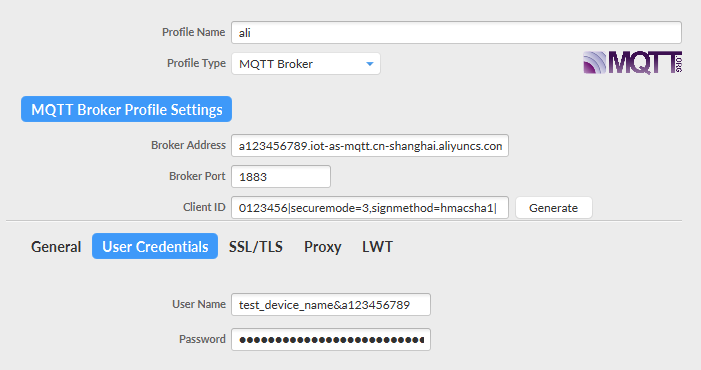 Profile Name ali
Profile Type MQTT Broker
MQTT.ORG
MQTT Broker Profile Settings
Broker Address a123456789.iot-as-mqtt.cn-shanghai.aliyuncs.con
Broker Port 1883
Client ID 0123456|securemode=3,signmethod=hmacsha1| Generate
General User Credentials SSL/TLS Proxy LWT
User Name test_device_name&a123456789
Password ●●●●●●●●●●●●●●●●●●●●●●●●●●